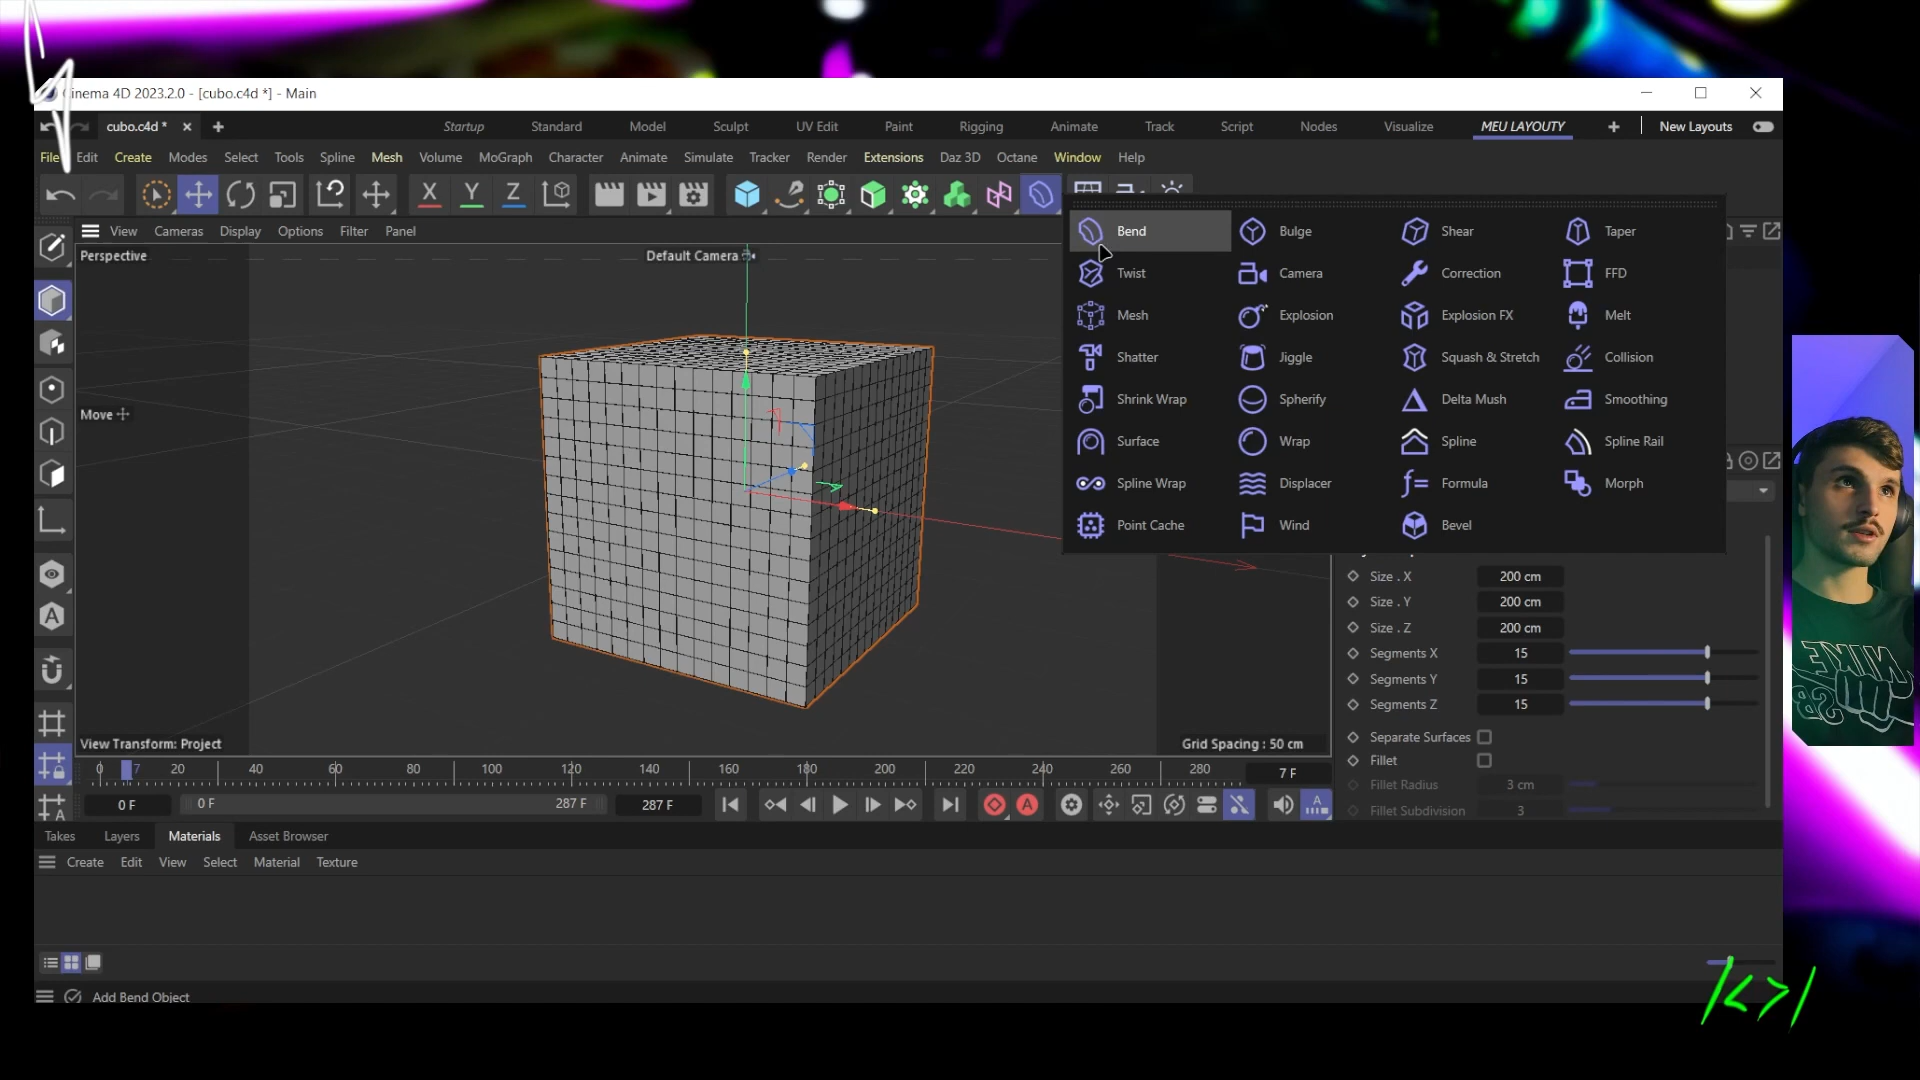 Cinema 4D 2023.2.0 - [cubo.c4d *] - Main
cubo.c4d * Startup Standard Model Sculpt UV Edit Paint Rigging Animate Track Script Nodes Visualize MEU LAYOUTY New Layouts
File Edit Create Modes Select Tools Spline Mesh Volume MoGraph Character Animate Simulate Tracker Render Extensions Daz 3D Octane Window Help
X Y Z
View Cameras Display Options Filter Panel
Perspective Default Camera
Bend Bulge Shear Taper
Twist Camera Correction FFD
Mesh Explosion Explosion FX Melt
Shatter Jiggle Squash & Stretch Collision
Shrink Wrap Spherify Delta Mush Smoothing
Surface Wrap Spline Spline Rail
Spline Wrap Displacer Formula Morph
Point Cache Wind Bevel
Move
Size . X 200 cm
Size . Y 200 cm
Size . Z 200 cm
Segments X 15
Segments Y 15
Segments Z 15
Separate Surfaces
Fillet
Fillet Radius 3 cm
Fillet Subdivision 3
View Transform: Project Grid Spacing : 50 cm
0 7 20 40 60 80 100 120 140 160 180 200 220 240 260 280 7 F
0 F 0 F 287 F 287 F
Takes Layers Materials Asset Browser
Create Edit View Select Material Texture
Add Bend Object